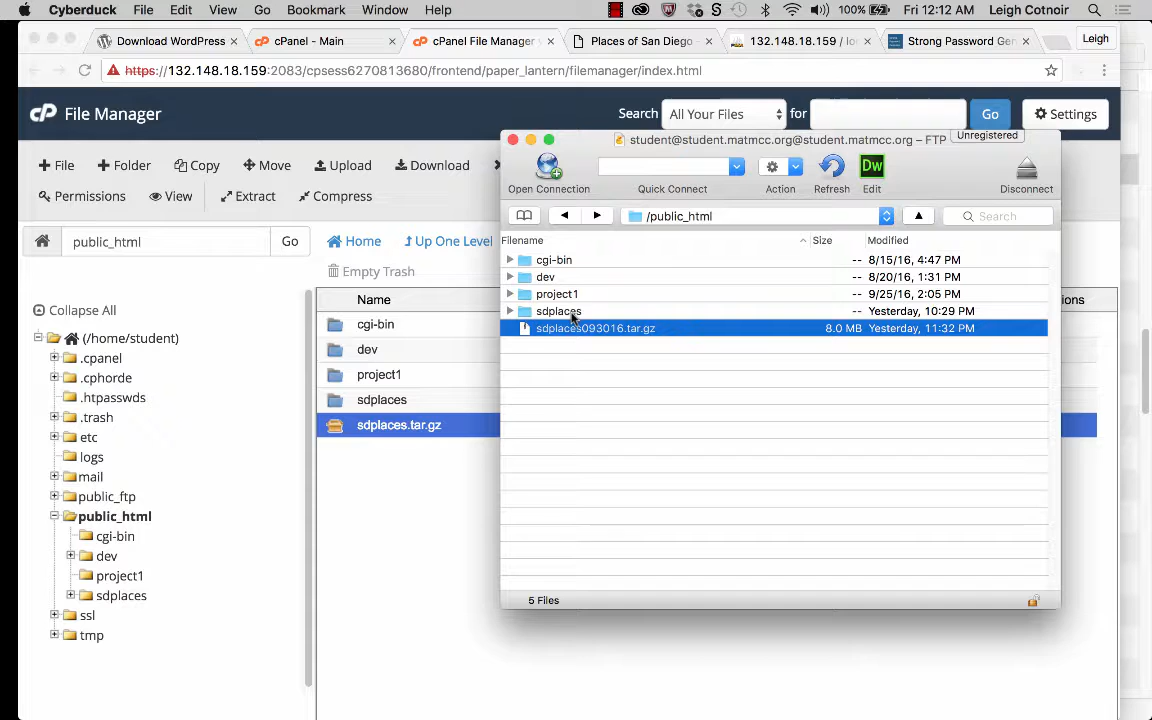 Cyberduck File Edit View Go Bookmark Window Help 100% Fri 12:12 AM Leigh Cotnoir
Download WordPress × cPanel - Main × cPanel File Manager × Places of San Diego - × 132.148.18.159 / lo × Strong Password Gen × Leigh
https://132.148.18.159:2083/cpsess6270813680/frontend/paper_lantern/filemanager/index.html
cP File Manager Search All Your Files for Go Settings
Unregistered
student@student.matmcc.org@student.matmcc.org – FTP
File Folder Copy Move Upload Download
Dw
Open Connection Quick Connect Action Refresh Edit Disconnect
Permissions View Extract Compress
/public_html Search
public_html Go Home Up One Level
Filename Size Modified
Empty Trash
cgi-bin -- 8/15/16, 4:47 PM
dev -- 8/20/16, 1:31 PM
project1 -- 9/25/16, 2:05 PM
sdplaces -- Yesterday, 10:29 PM
sdplaces093016.tar.gz 8.0 MB Yesterday, 11:32 PM
5 Files
Collapse All
(/home/student)
.cpanel
.cphorde
.htpasswds
.trash
etc
logs
mail
public_ftp
public_html
cgi-bin
dev
project1
sdplaces
ssl
tmp
Name ions
cgi-bin
dev
project1
sdplaces
sdplaces.tar.gz